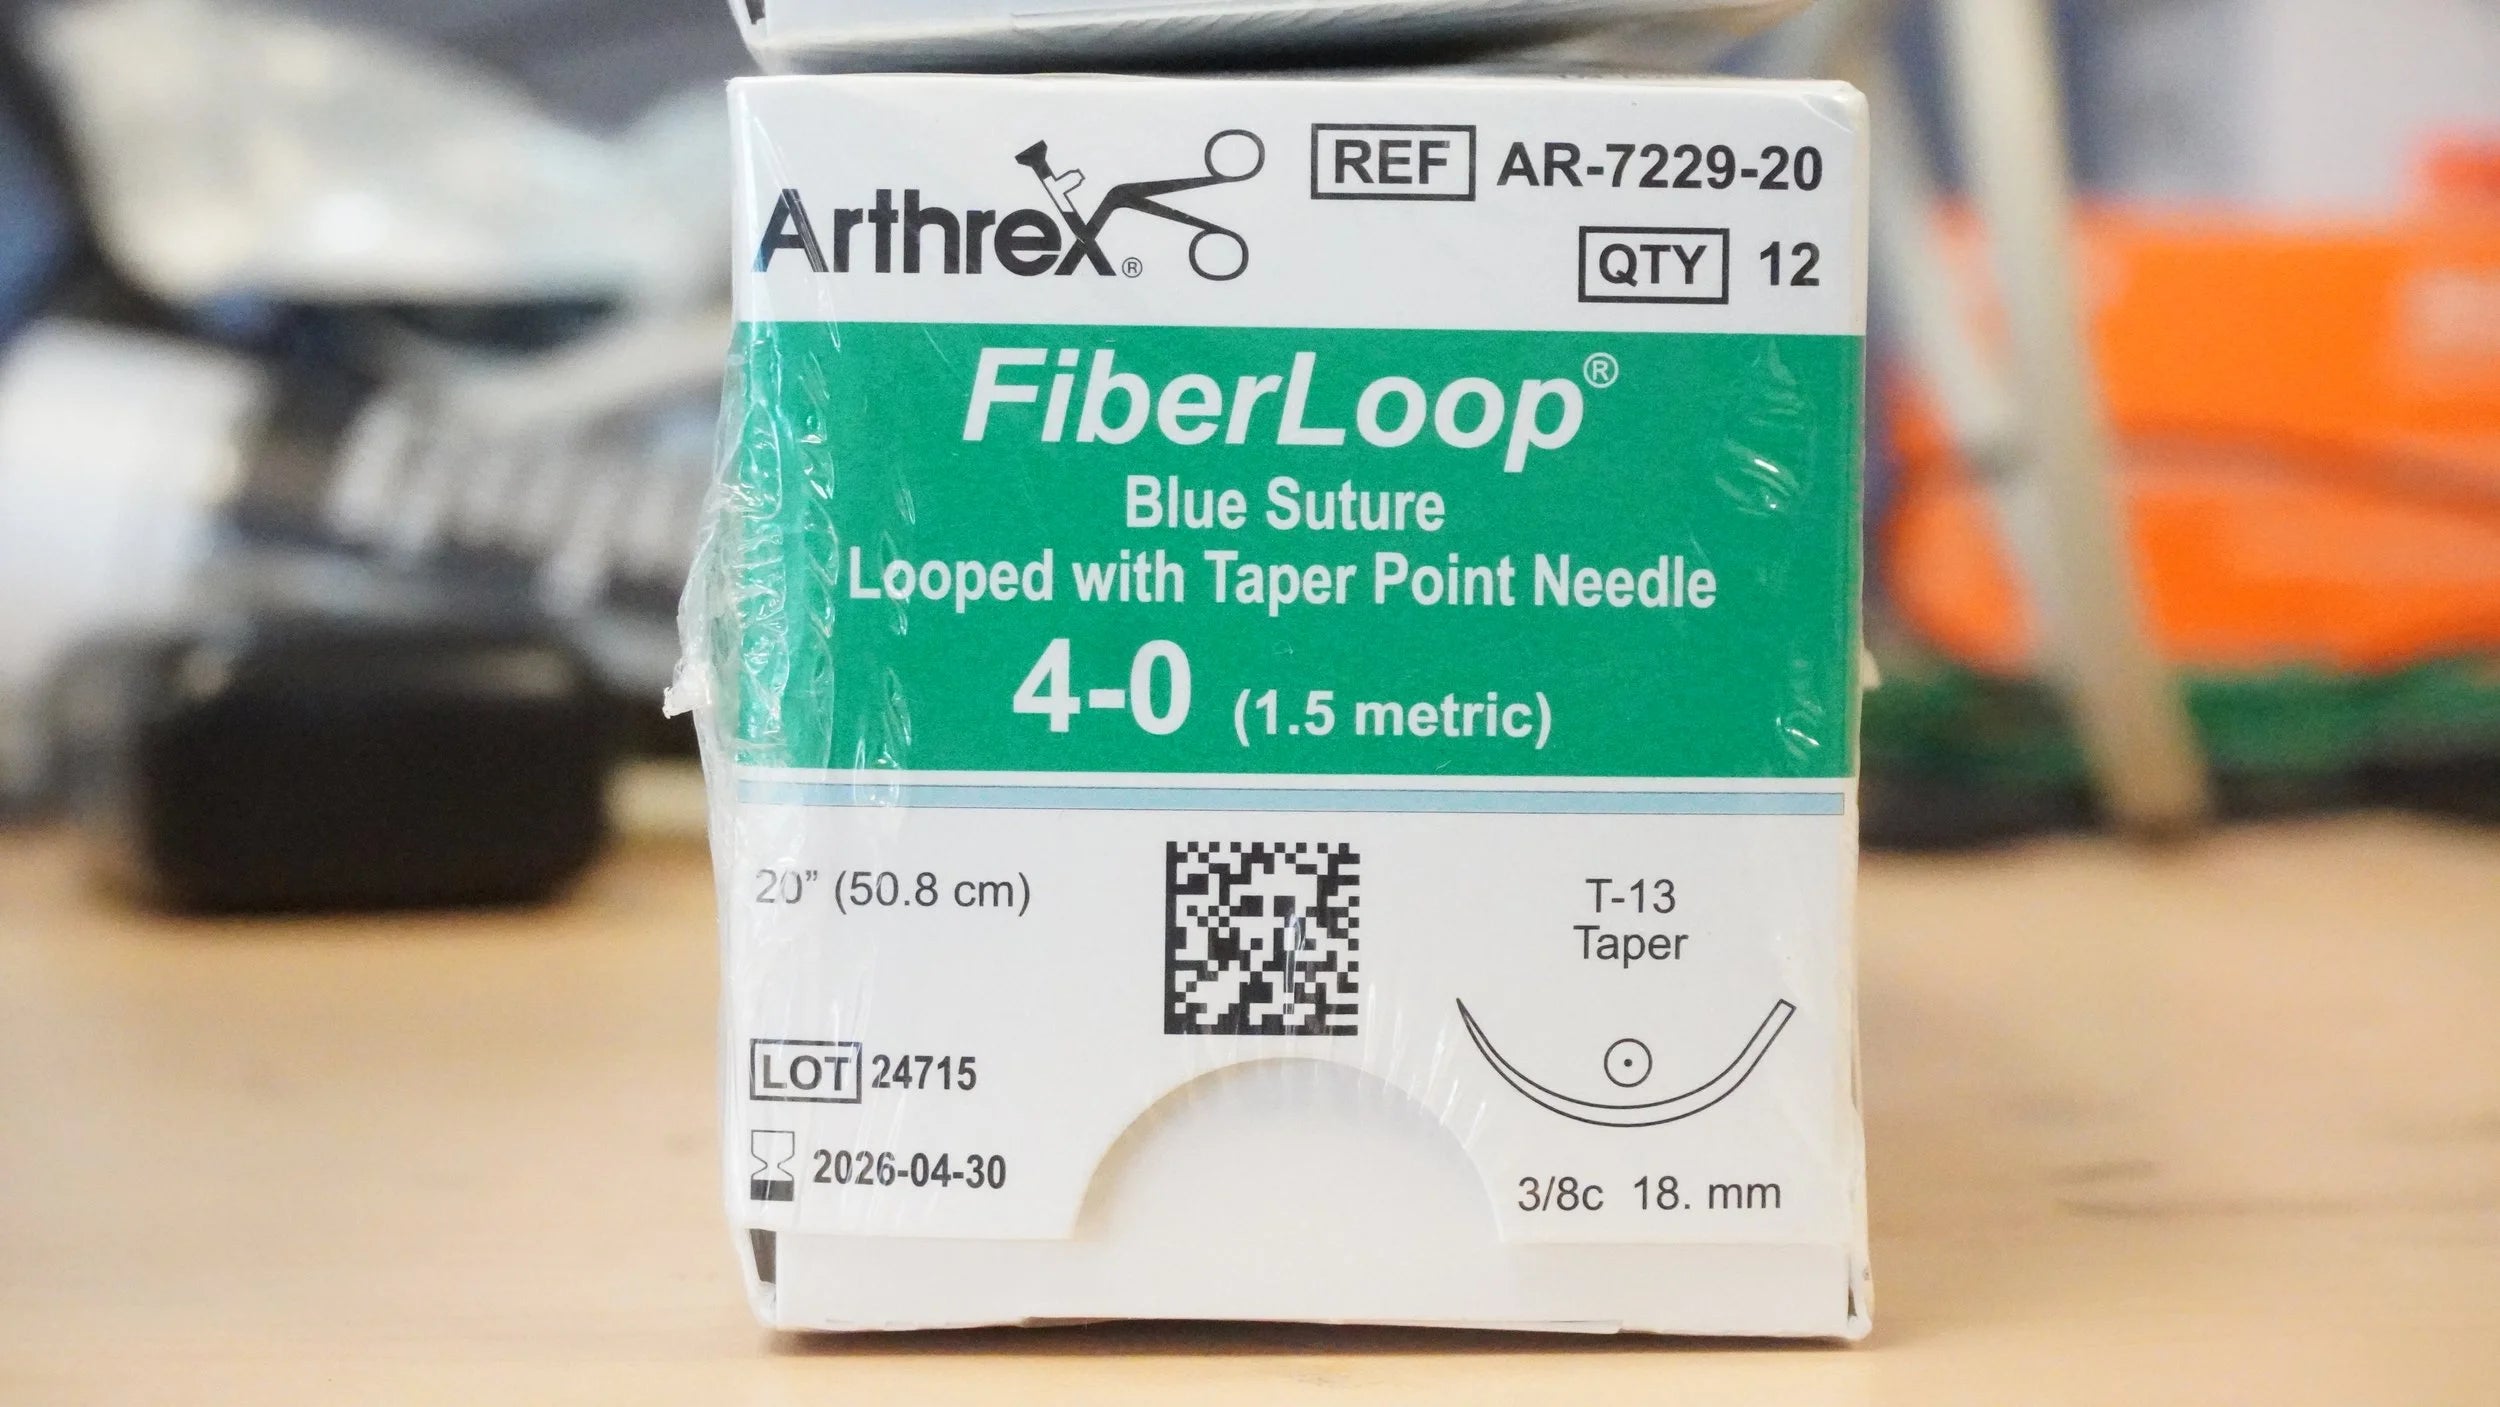 Arthrex®
REF AR-7229-20
QTY 12
FiberLoop®
Blue Suture
Looped with Taper Point Needle
4-0 (1.5 metric)
20” (50.8 cm)
T-13
Taper
LOT 24715
2026-04-30
3/8c 18. mm